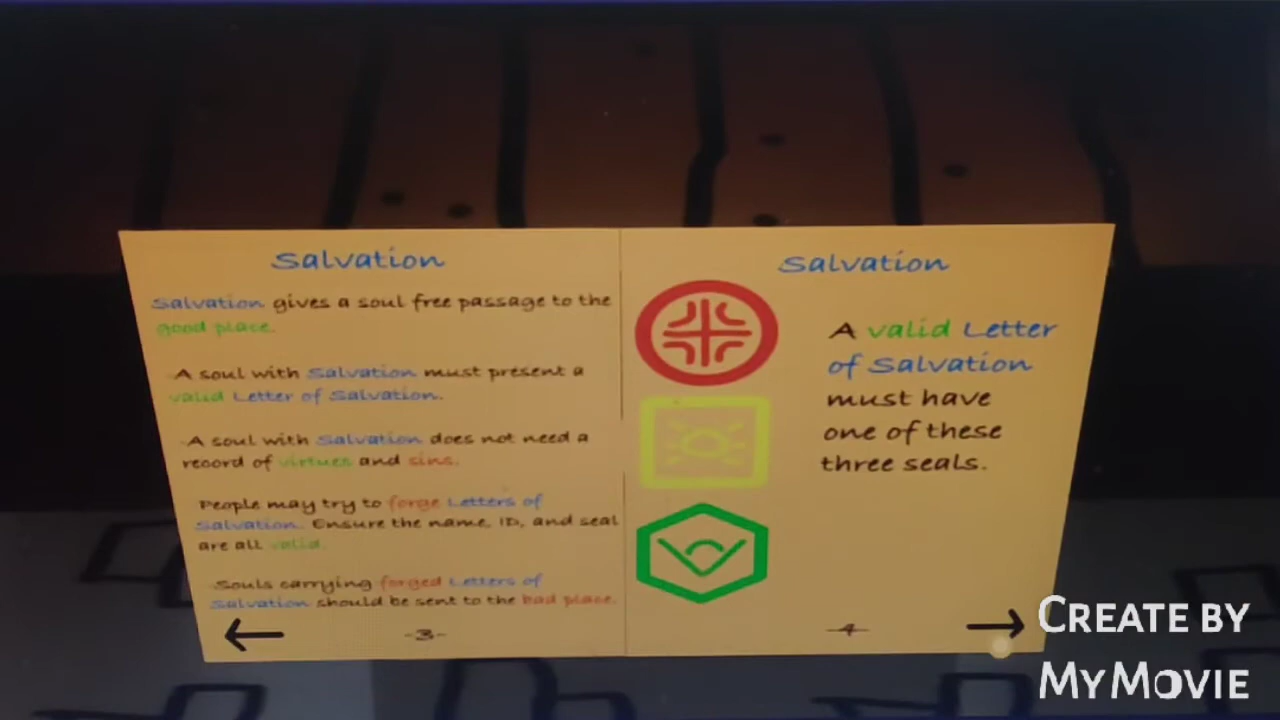 Salvation
Salvation gives a soul free passage to the
good place.
A soul with Salvation must present a
valid Letter of Salvation.
A soul with Salvation does not need a
record of virtues and sins.
People may try to forge Letters of
Salvation. Ensure the name, ID, and seal
are all valid.
Souls carrying forged Letters of
Salvation should be sent to the bad place.
-3-
Salvation
A valid Letter
of Salvation
must have
one of these
three seals.
-4-
CREATE BY
MYMOVIE